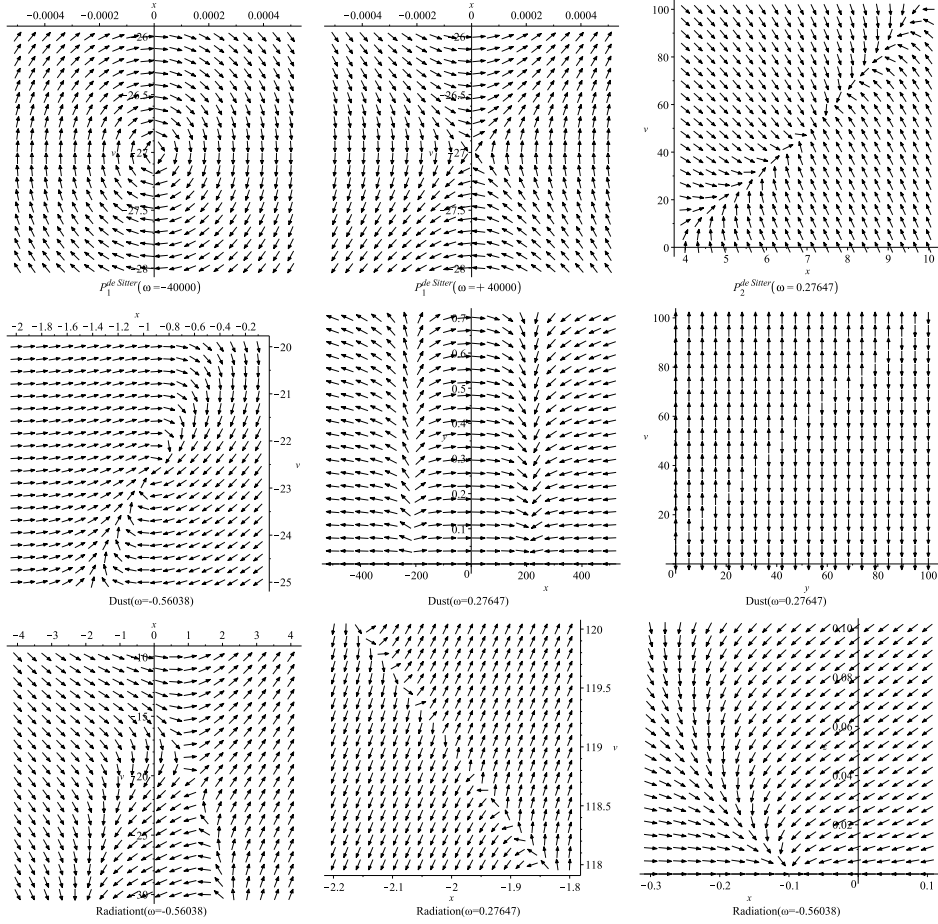 x
−0.0004 −0.0002 0 0.0002 0.0004
−26
−26.5
v −27
−27.5
−28
P₁^de Sitter(ω=−40000)
x
−0.0004 −0.0002 0 0.0002 0.0004
−26
−26.5
v −27
−27.5
−28
P₁^de Sitter(ω=+40000)
100
80
60
v
40
20
0
4 5 6 7 8 9 10
x
P₂^de Sitter(ω=0.27647)
x
−2 −1.8 −1.6 −1.4 −1.2 −1 −0.8 −0.6 −0.4 −0.2
−20
−21
−22
v
−23
−24
−25
Dust(ω=-0.56038)
0.7
0.6
0.5
0.4
0.3
0.2
0.1
−400 −200 0 200 400
x
Dust(ω=0.27647)
100
80
60
v
40
20
0 20 40 60 80 100
y
Dust(ω=0.27647)
x
−4 −3 −2 −1 0 1 2 3 4
−10
−15
v −20
−25
−30
Radiationt(ω=-0.56038)
120
119.5
119 v
118.5
118
−2.2 −2.1 −2 −1.9 −1.8
x
Radiation(ω=0.27647)
0.10
0.08
0.06
0.04
0.02
−0.3 −0.2 −0.1 0 0.1
x
Radiation(ω=-0.56038)